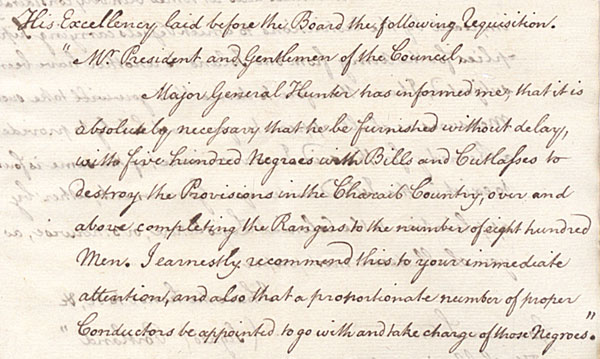 His Excellency laid before the Board the following Requisition.
"Mr. President and Gentlemen of the Council,
Major General Hunter has informed me, that it is
absolutely necessary that he be furnished without delay,
with five hundred Negroes with Bills and Cutlasses to
destroy the Provisions in the Charaib Country, over and
above completing the Rangers to the number of eight hundred
Men. I earnestly recommend this to your immediate
attention, and also that a proportionate number of proper
Conductors be appointed to go with and take charge of those Negroes."